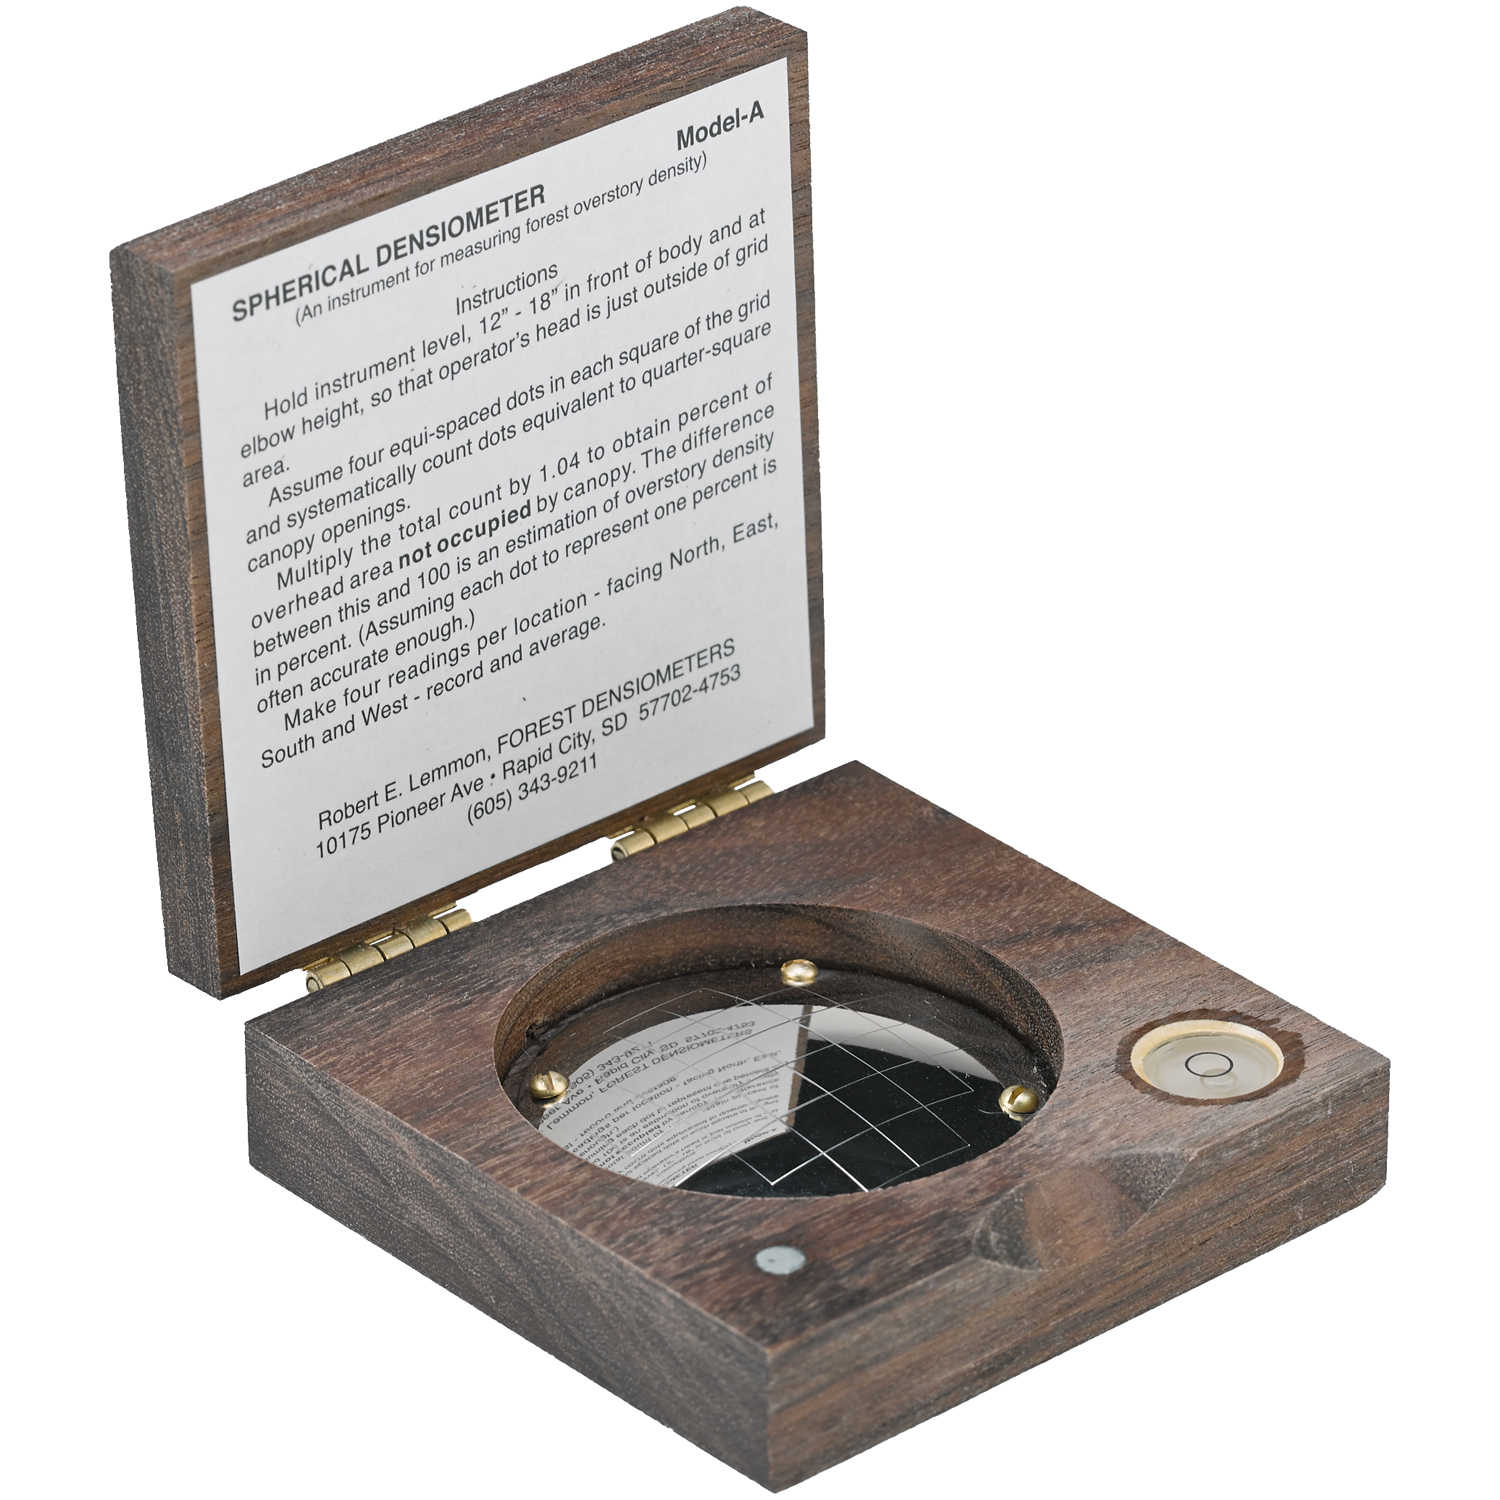 Model-A
SPHERICAL DENSIOMETER
(An instrument for measuring forest overstory density)
Instructions
Hold instrument level, 12” - 18” in front of body and at
elbow height, so that operator’s head is just outside of grid
area.
Assume four equi-spaced dots in each square of the grid
and systematically count dots equivalent to quarter-square
canopy openings.
Multiply the total count by 1.04 to obtain percent of
overhead area not occupied by canopy. The difference
between this and 100 is an estimation of overstory density
in percent. (Assuming each dot to represent one percent is
often accurate enough.)
Make four readings per location - facing North, East,
South and West - record and average.
Robert E. Lemmon, FOREST DENSIOMETERS
10175 Pioneer Ave • Rapid City, SD 57702-4753
(605) 343-9211